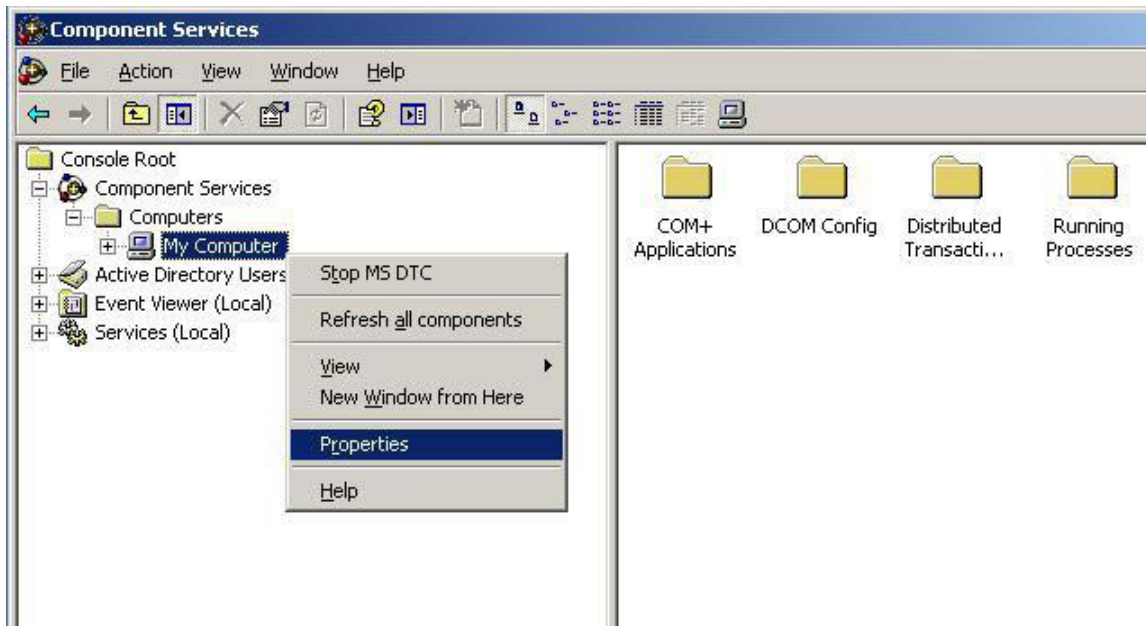 Component Services
File Action View Window Help
Console Root
Component Services
Computers
My Computer
Active Directory Users
Event Viewer (Local)
Services (Local)
Stop MS DTC
Refresh all components
View
New Window from Here
Properties
Help
COM+
Applications
DCOM Config
Distributed
Transacti...
Running
Processes